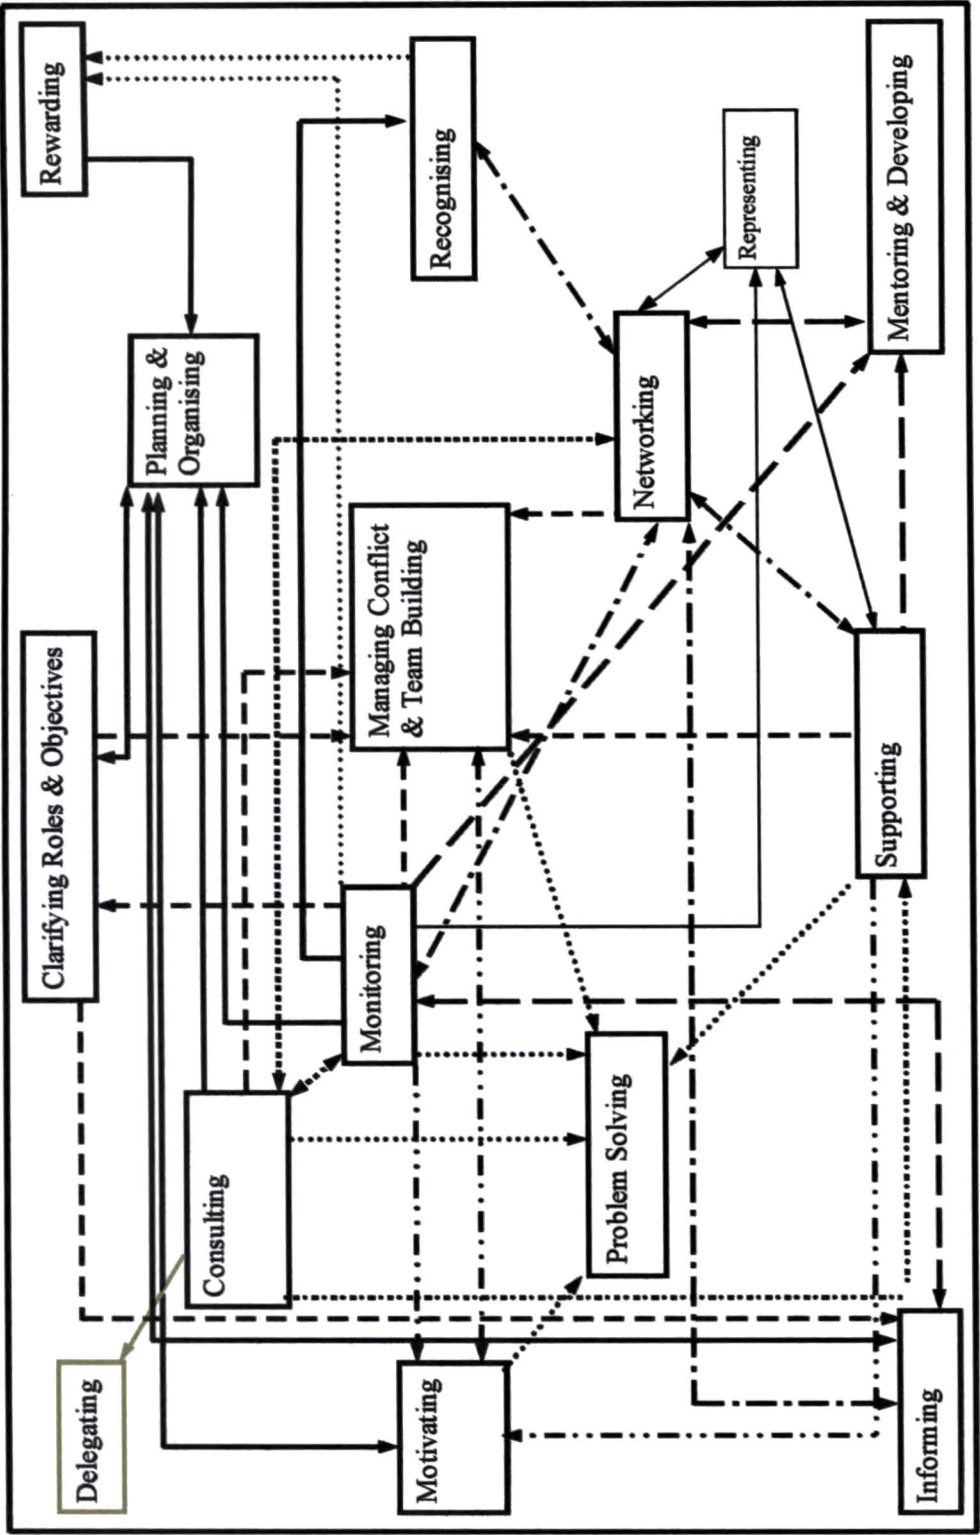 Delegating
Clarifying Roles & Objectives
Rewarding
Planning &
Organising
Consulting
Monitoring
Managing Conflict
& Team Building
Motivating
Recognising
Problem Solving
Networking
Representing
Supporting
Mentoring & Developing
Informing